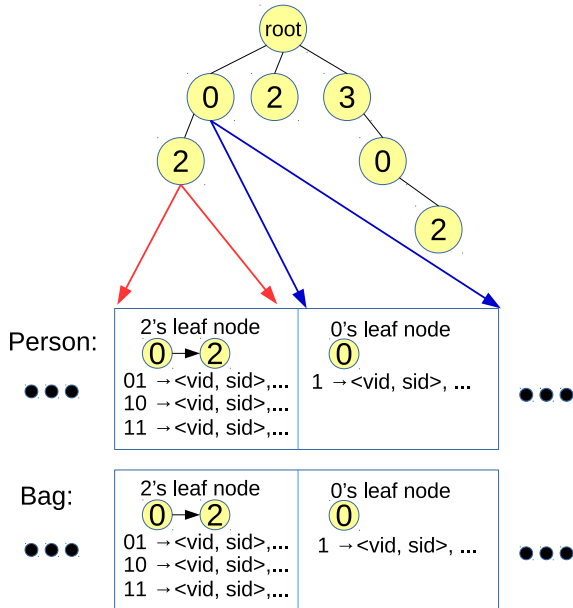 root
0 2 3
2 0
2
Person:
2's leaf node 0's leaf node
0 → 2 0
01 →<vid, sid>,... 1 →<vid, sid>, ...
10 →<vid, sid>,...
11 →<vid, sid>,...
Bag:
2's leaf node 0's leaf node
0 → 2 0
01 →<vid, sid>,... 1 →<vid, sid>, ...
10 →<vid, sid>,...
11 →<vid, sid>,...